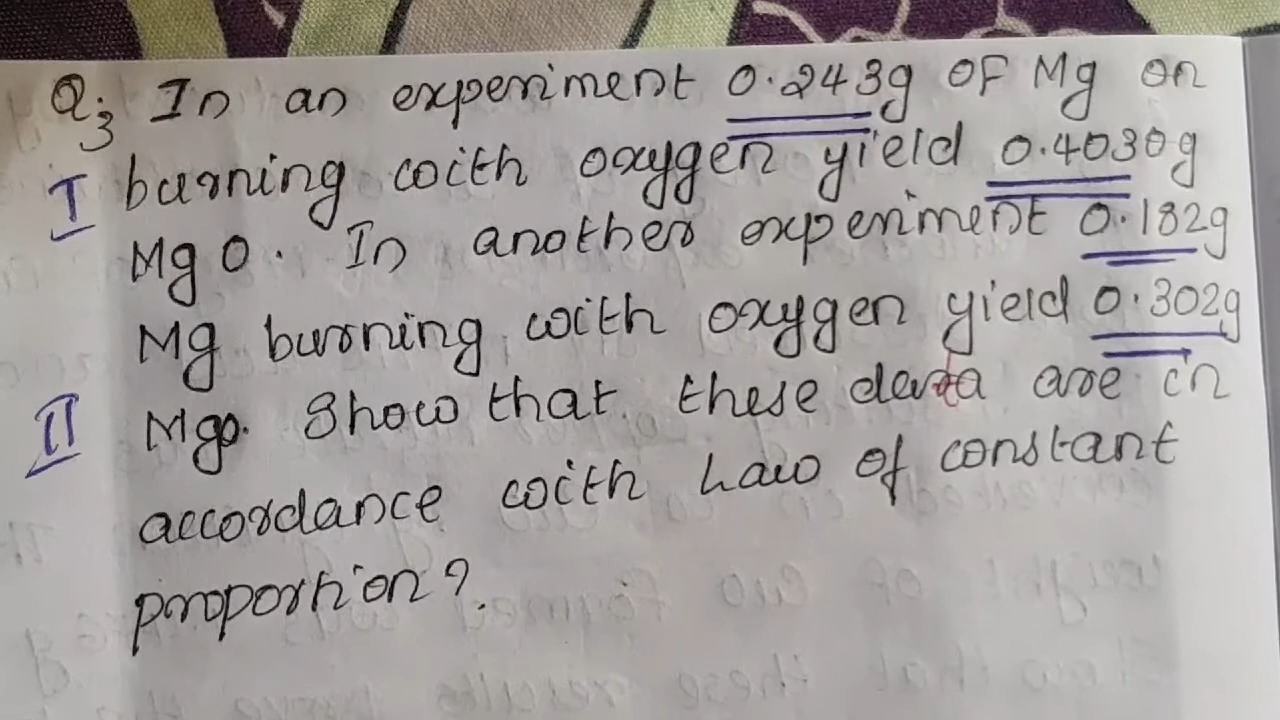 Q3 In an experiment 0.243g OF Mg on
I burning with oxygen yield 0.4030g
MgO. In another experiment 0.182g
Mg burning with oxygen yield 0.302g
II Mgo. Show that these data are in
accordance with Law of constant
proportion?